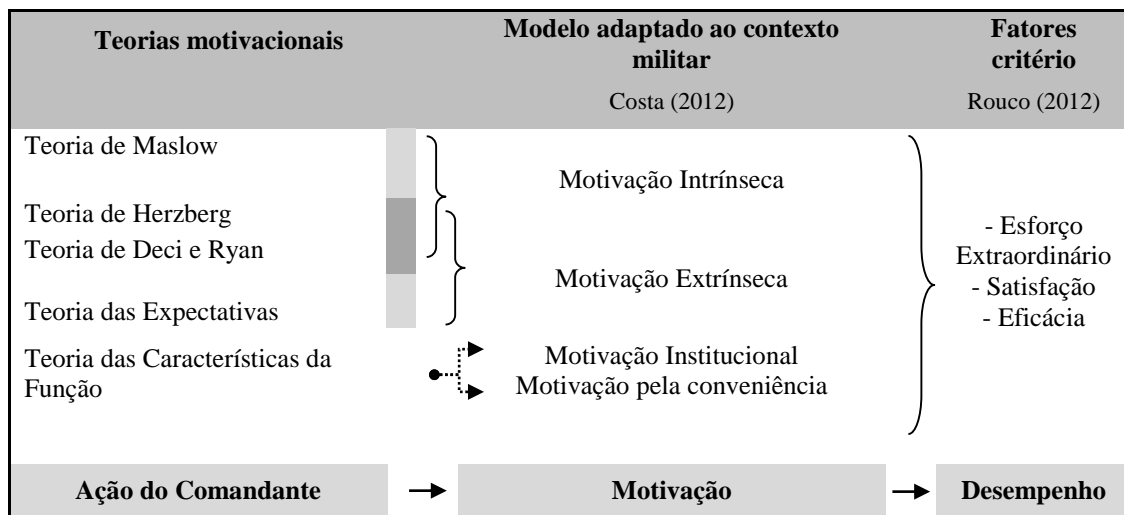 Teorias motivacionais
Modelo adaptado ao contexto
militar
Costa (2012)
Fatores
critério
Rouco (2012)
Teoria de Maslow
Teoria de Herzberg
Teoria de Deci e Ryan
Teoria das Expectativas
Teoria das Características da
Função
Motivação Intrínseca
Motivação Extrínseca
Motivação Institucional
Motivação pela conveniência
- Esforço
Extraordinário
- Satisfação
- Eficácia
Ação do Comandante
Motivação
Desempenho